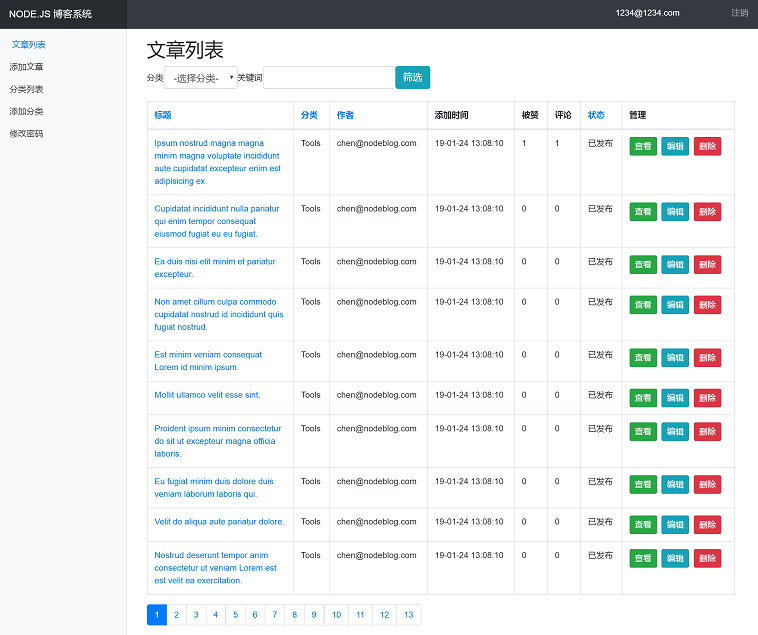 NODE.JS 博客系统 1234@1234.com 注销
文章列表
添加文章
分类列表
添加分类
修改密码
文章列表
分类 -选择分类- 关键词 筛选
标题 分类 作者 添加时间 被赞 评论 状态 管理
Ipsum nostrud magna magna Tools chen@nodeblog.com 19-01-24 13:08:10 1 1 已发布 查看 编辑 删除
minim magna voluptate incididunt
aute cupidatat excepteur enim est
adipisicing ex.
Cupidatat incididunt nulla pariatur Tools chen@nodeblog.com 19-01-24 13:08:10 0 0 已发布 查看 编辑 删除
qui enim tempor consequat
eiusmod fugiat eu eu fugiat.
Ea duis nisi elit minim et pariatur Tools chen@nodeblog.com 19-01-24 13:08:10 0 0 已发布 查看 编辑 删除
excepteur.
Non amet cillum culpa commodo Tools chen@nodeblog.com 19-01-24 13:08:10 0 0 已发布 查看 编辑 删除
cupidatat nostrud id incididunt quis
fugiat nostrud.
Est minim veniam consequat Tools chen@nodeblog.com 19-01-24 13:08:10 0 0 已发布 查看 编辑 删除
Lorem id minim ipsum.
Mollit ullamco velit esse sint. Tools chen@nodeblog.com 19-01-24 13:08:10 0 0 已发布 查看 编辑 删除
Proident ipsum minim consectetur Tools chen@nodeblog.com 19-01-24 13:08:10 0 0 已发布 查看 编辑 删除
do sit ut excepteur magna officia
laboris.
Eu fugiat minim duis dolore duis Tools chen@nodeblog.com 19-01-24 13:08:10 0 0 已发布 查看 编辑 删除
veniam laborum laboris qui.
Velit do aliqua aute pariatur dolore. Tools chen@nodeblog.com 19-01-24 13:08:10 0 0 已发布 查看 编辑 删除
Nostrud deserunt tempor anim Tools chen@nodeblog.com 19-01-24 13:08:10 0 0 已发布 查看 编辑 删除
consectetur ut veniam Lorem est
est velit ea exercitation.
1 2 3 4 5 6 7 8 9 10 11 12 13